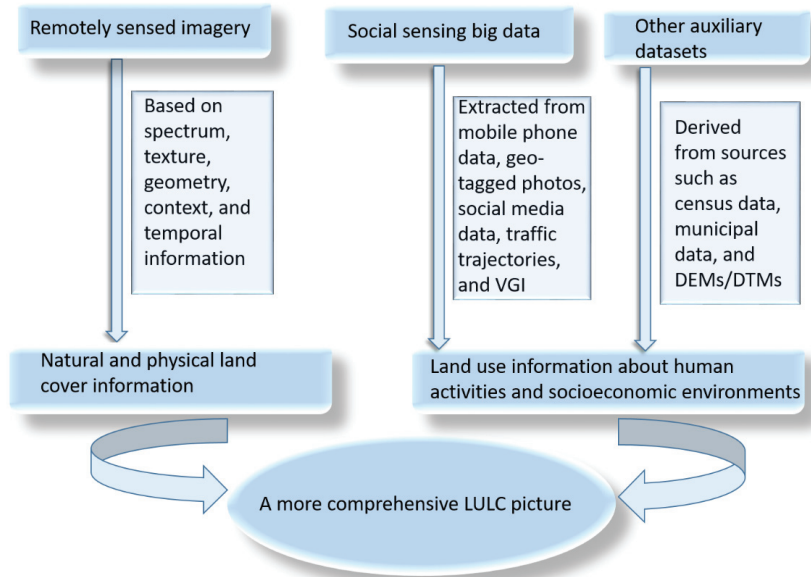 Remotely sensed imagery
Social sensing big data
Other auxiliary
datasets
Based on
spectrum,
texture,
geometry,
context, and
temporal
information
Extracted from
mobile phone
data, geo-
tagged photos,
social media
data, traffic
trajectories,
and VGI
Derived
from sources
such as
census data,
municipal
data, and
DEMs/DTMs
Natural and physical land
cover information
Land use information about human
activities and socioeconomic environments
A more comprehensive LULC picture